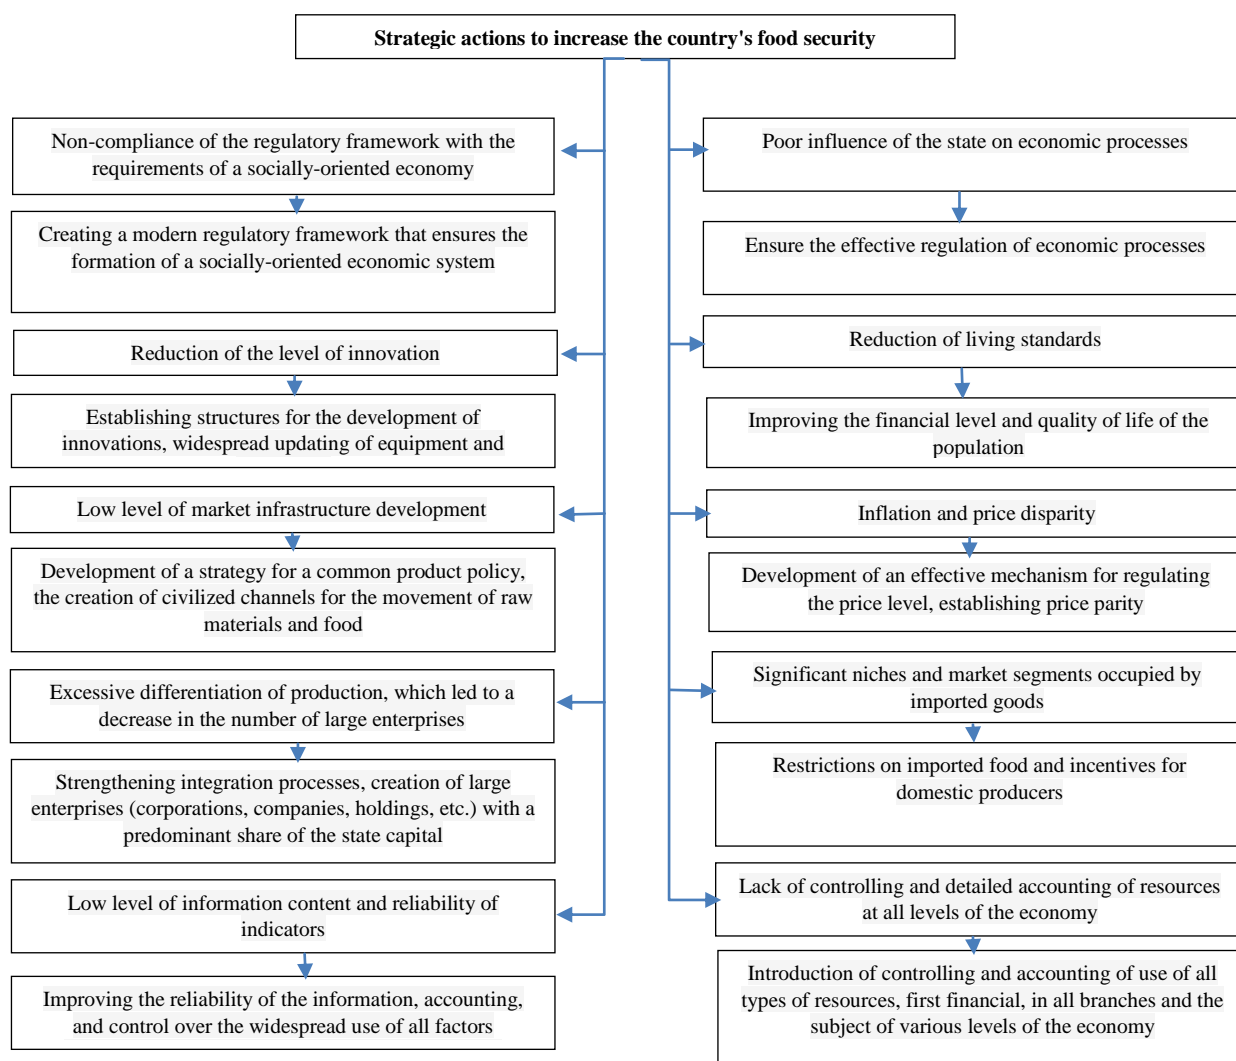 Strategic actions to increase the country's food security
Non-compliance of the regulatory framework with the
requirements of a socially-oriented economy
Creating a modern regulatory framework that ensures the
formation of a socially-oriented economic system
Reduction of the level of innovation
Establishing structures for the development of
innovations, widespread updating of equipment and
Low level of market infrastructure development
Development of a strategy for a common product policy,
the creation of civilized channels for the movement of raw
materials and food
Excessive differentiation of production, which led to a
decrease in the number of large enterprises
Strengthening integration processes, creation of large
enterprises (corporations, companies, holdings, etc.) with a
predominant share of the state capital
Low level of information content and reliability of
indicators
Improving the reliability of the information, accounting,
and control over the widespread use of all factors
Poor influence of the state on economic processes
Ensure the effective regulation of economic processes
Reduction of living standards
Improving the financial level and quality of life of the
population
Inflation and price disparity
Development of an effective mechanism for regulating
the price level, establishing price parity
Significant niches and market segments occupied by
imported goods
Restrictions on imported food and incentives for
domestic producers
Lack of controlling and detailed accounting of resources
at all levels of the economy
Introduction of controlling and accounting of use of all
types of resources, first financial, in all branches and the
subject of various levels of the economy